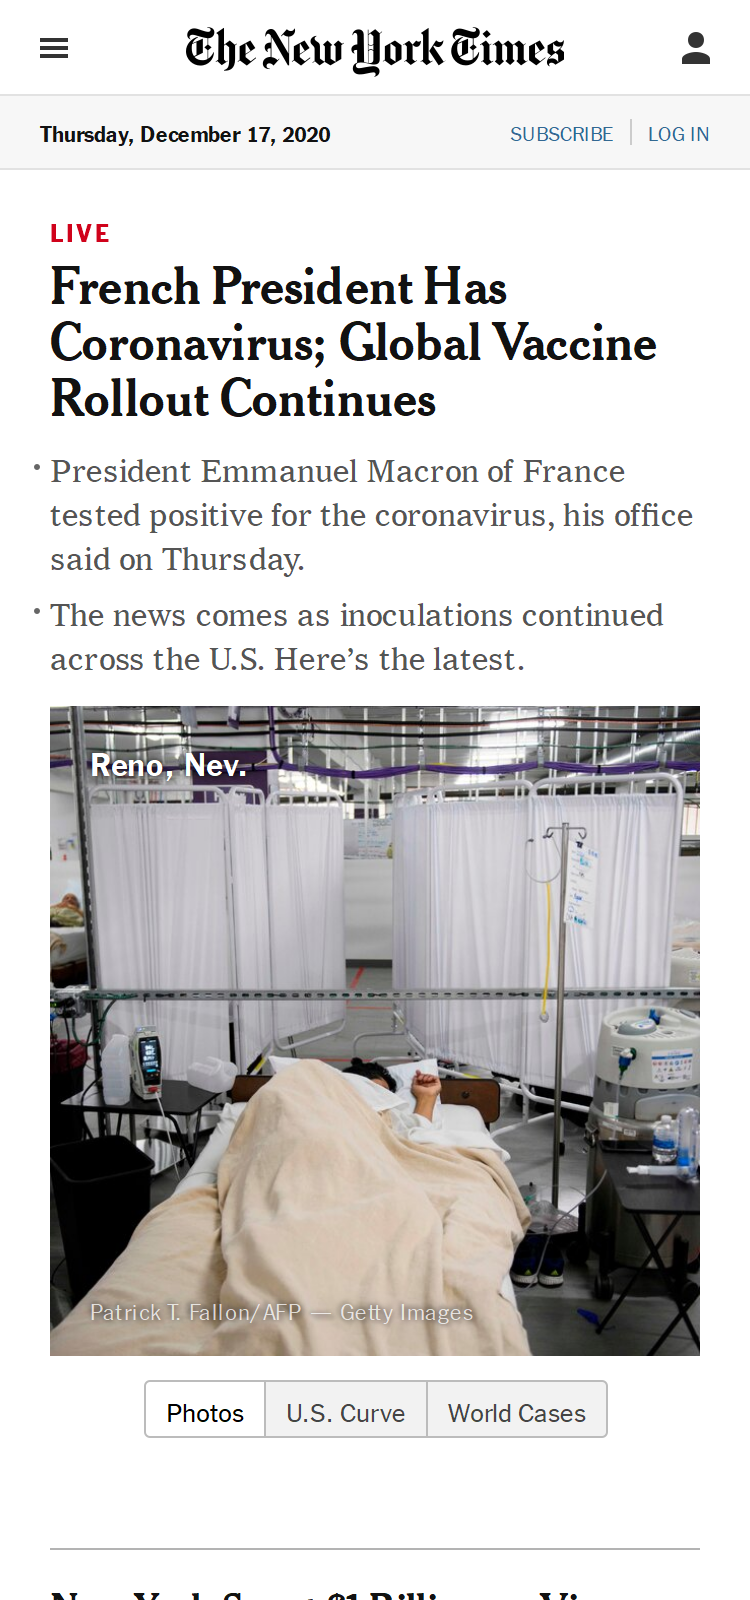 The New York Times
Thursday, December 17, 2020
SUBSCRIBE
LOG IN
LIVE
French President Has
Coronavirus; Global Vaccine
Rollout Continues
• President Emmanuel Macron of France
tested positive for the coronavirus, his office
said on Thursday.
• The news comes as inoculations continued
across the U.S. Here’s the latest.
Reno, Nev.
Patrick T. Fallon/AFP — Getty Images
Photos
U.S. Curve
World Cases